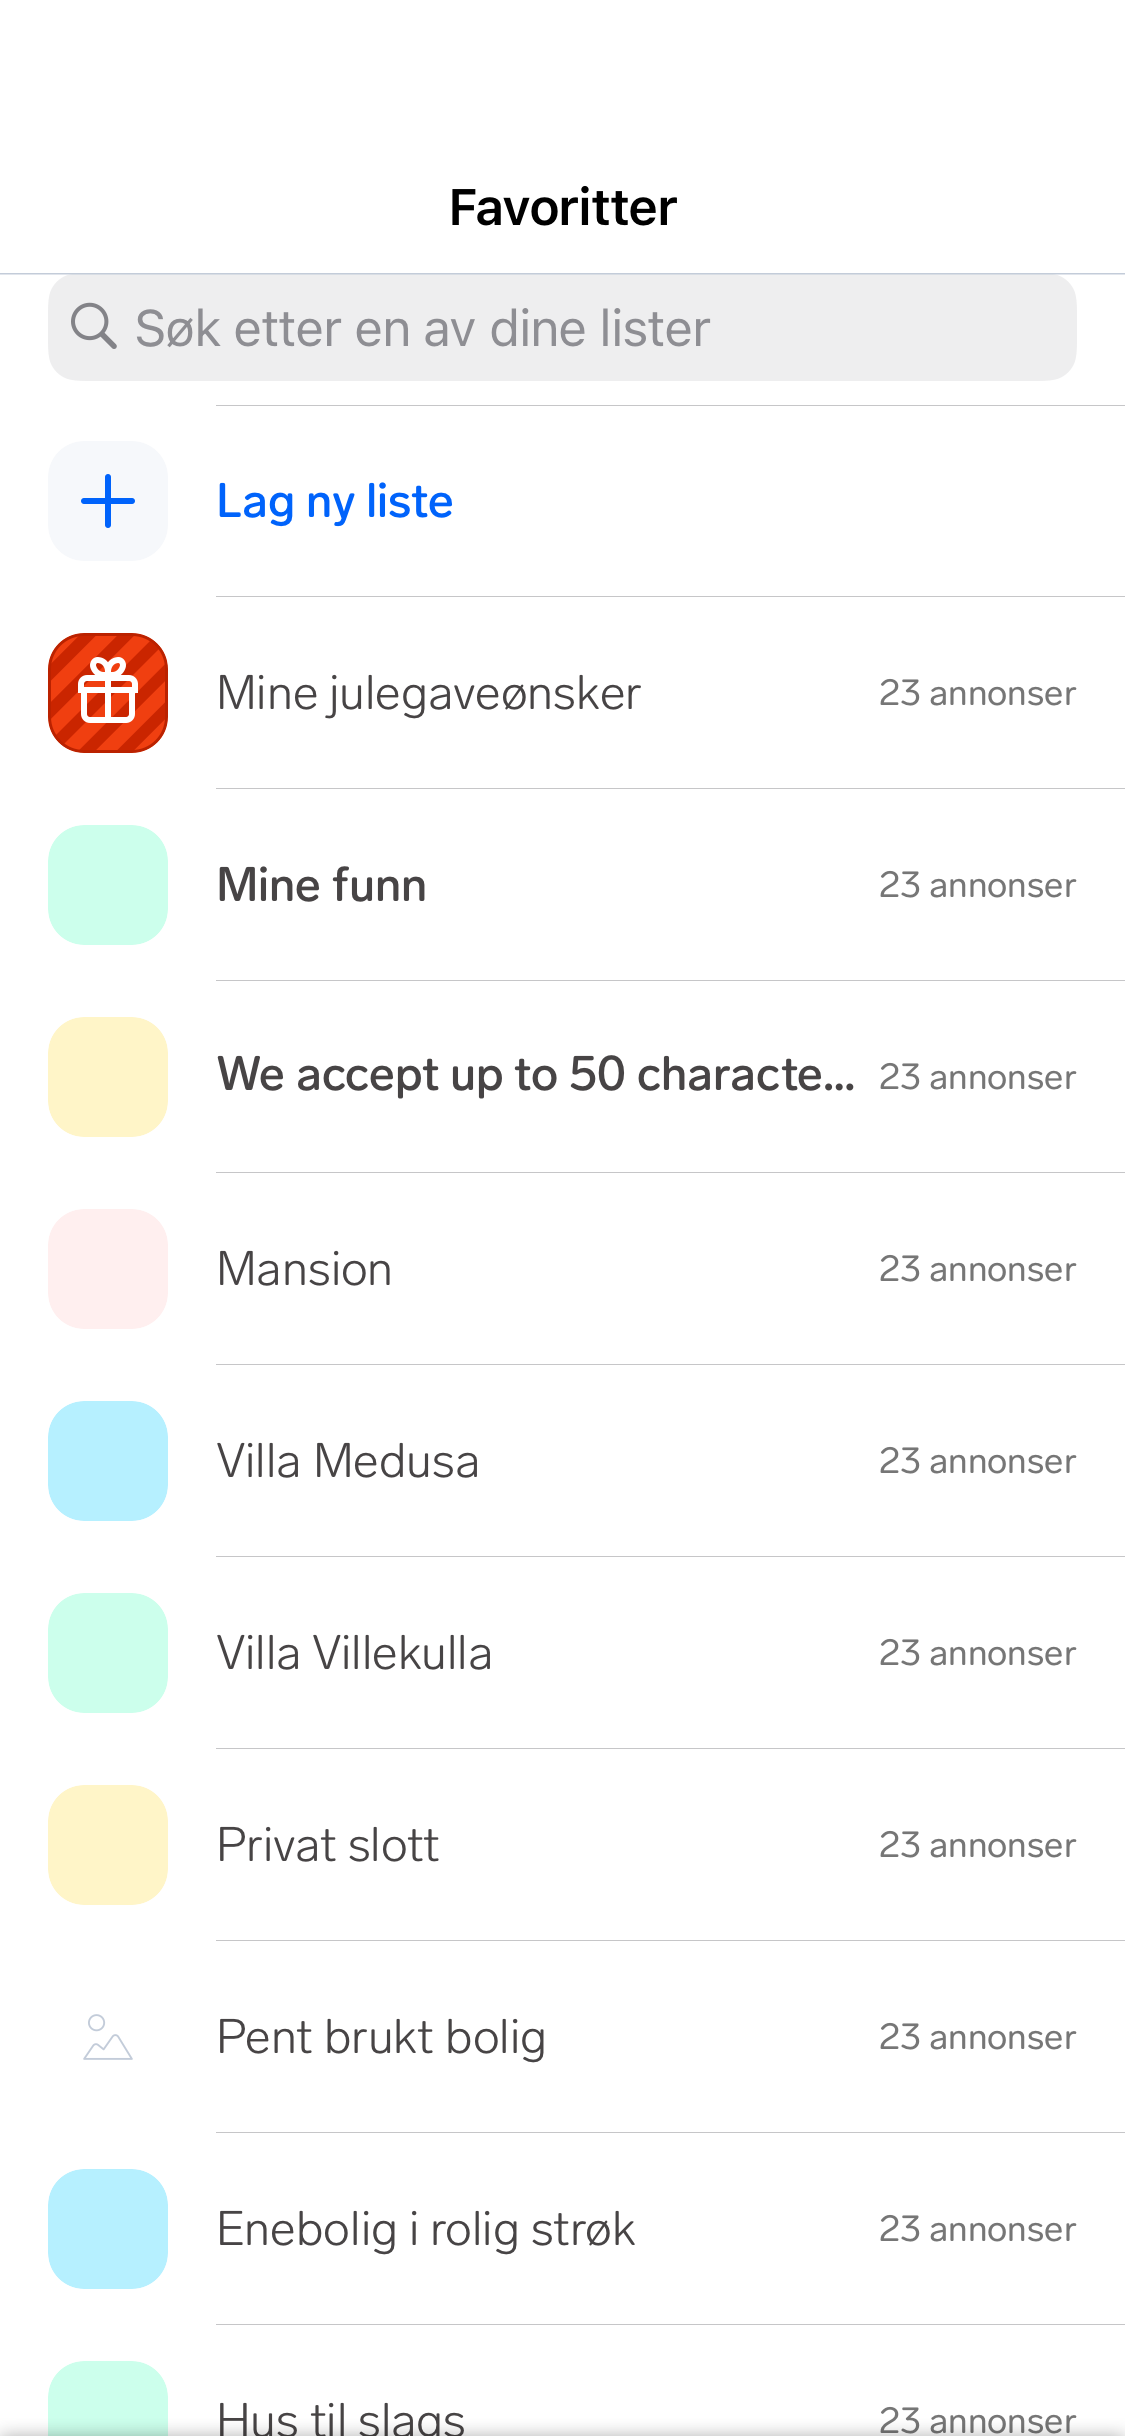 Favoritter
Søk etter en av dine lister
Lag ny liste
Mine julegaveønsker 23 annonser
Mine funn 23 annonser
We accept up to 50 characte... 23 annonser
Mansion 23 annonser
Villa Medusa 23 annonser
Villa Villekulla 23 annonser
Privat slott 23 annonser
Pent brukt bolig 23 annonser
Enebolig i rolig strøk 23 annonser
Hus til slags 23 annonser